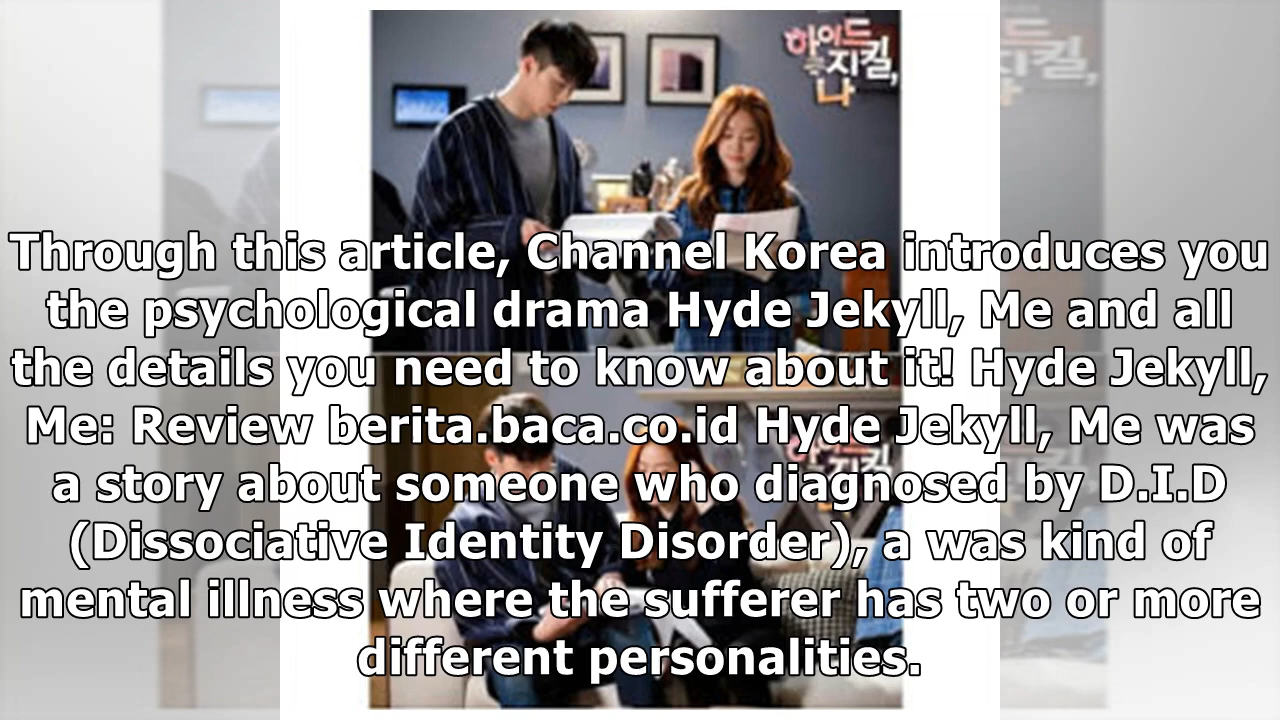 하이드
지킬,
나
지킬,
나
Through this article, Channel Korea introduces you
the psychological drama Hyde Jekyll, Me and all
the details you need to know about it! Hyde Jekyll,
Me: Review berita.baca.co.id Hyde Jekyll, Me was
a story about someone who diagnosed by D.I.D
(Dissociative Identity Disorder), a was kind of
mental illness where the sufferer has two or more
different personalities.